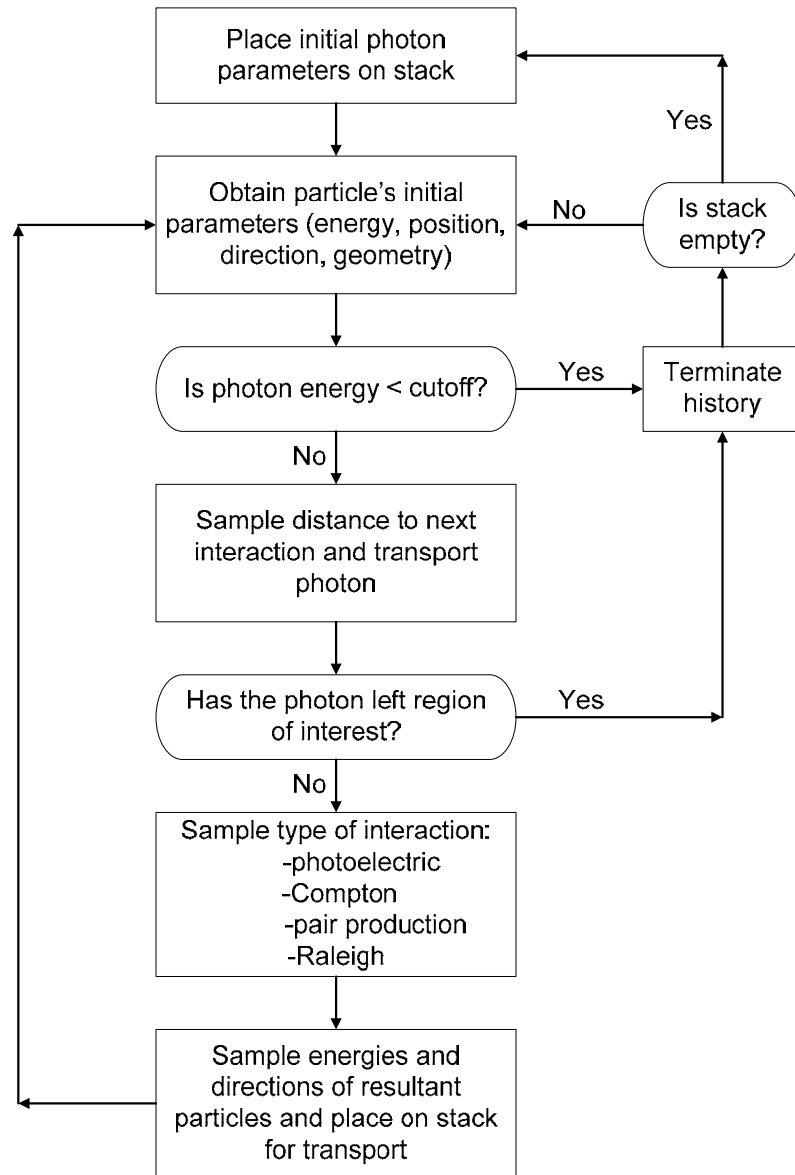 Place initial photon
parameters on stack
Yes
Obtain particle's initial
parameters (energy, position,
direction, geometry)
No
Is stack
empty?
Is photon energy < cutoff?
Yes
Terminate
history
No
Sample distance to next
interaction and transport
photon
Has the photon left region
of interest?
Yes
No
Sample type of interaction:
-photoelectric
-Compton
-pair production
-Raleigh
Sample energies and
directions of resultant
particles and place on stack
for transport